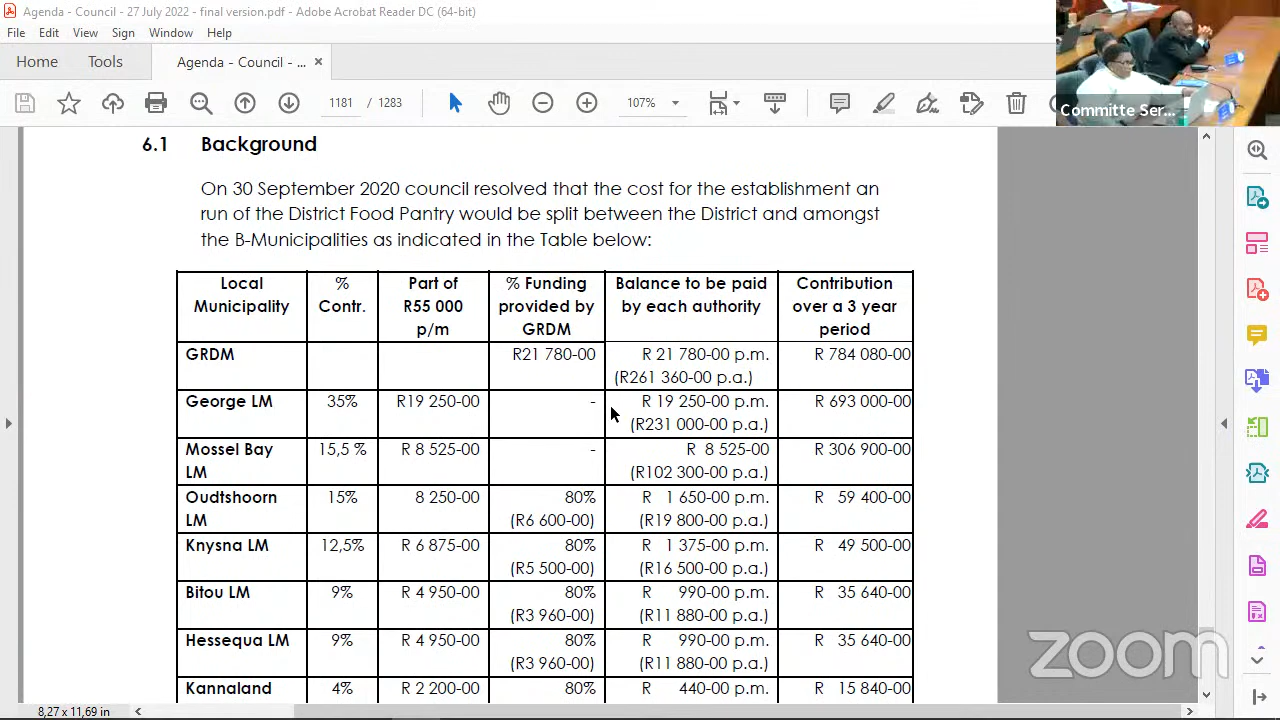 Agenda - Council - 27 July 2022 - final version.pdf - Adobe Acrobat Reader DC (64-bit)
File Edit View Sign Window Help
Home Tools Agenda - Council - ... ×
1181 / 1283 107%
Committe Ser...
6.1 Background
On 30 September 2020 council resolved that the cost for the establishment an
run of the District Food Pantry would be split between the District and amongst
the B-Municipalities as indicated in the Table below:
Local % Part of % Funding Balance to be paid Contribution
Municipality Contr. R55 000 provided by by each authority over a 3 year
p/m GRDM period
GRDM R21 780-00 R 21 780-00 p.m. R 784 080-00
(R261 360-00 p.a.)
George LM 35% R19 250-00 - R 19 250-00 p.m. R 693 000-00
(R231 000-00 p.a.)
Mossel Bay 15,5 % R 8 525-00 - R 8 525-00 R 306 900-00
LM (R102 300-00 p.a.)
Oudtshoorn 15% 8 250-00 80% R 1 650-00 p.m. R 59 400-00
LM (R6 600-00) (R19 800-00 p.a.)
Knysna LM 12,5% R 6 875-00 80% R 1 375-00 p.m. R 49 500-00
(R5 500-00) (R16 500-00 p.a.)
Bitou LM 9% R 4 950-00 80% R 990-00 p.m. R 35 640-00
(R3 960-00) (R11 880-00 p.a.)
Hessequa LM 9% R 4 950-00 80% R 990-00 p.m. R 35 640-00
(R3 960-00) (R11 880-00 p.a.)
Kannaland 4% R 2 200-00 80% R 440-00 p.m. R 15 840-00
zoom
8,27 x 11,69 in